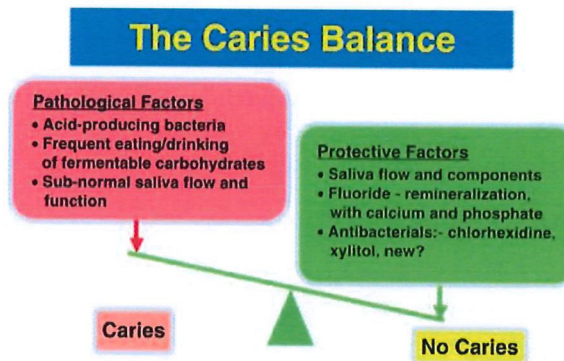 The Caries Balance
Pathological Factors
• Acid-producing bacteria
• Frequent eating/drinking
of fermentable carbohydrates
• Sub-normal saliva flow and
function
Protective Factors
• Saliva flow and components
• Fluoride - remineralization,
with calcium and phosphate
• Antibacterials:- chlorhexidine,
xylitol, new?
Caries
No Caries